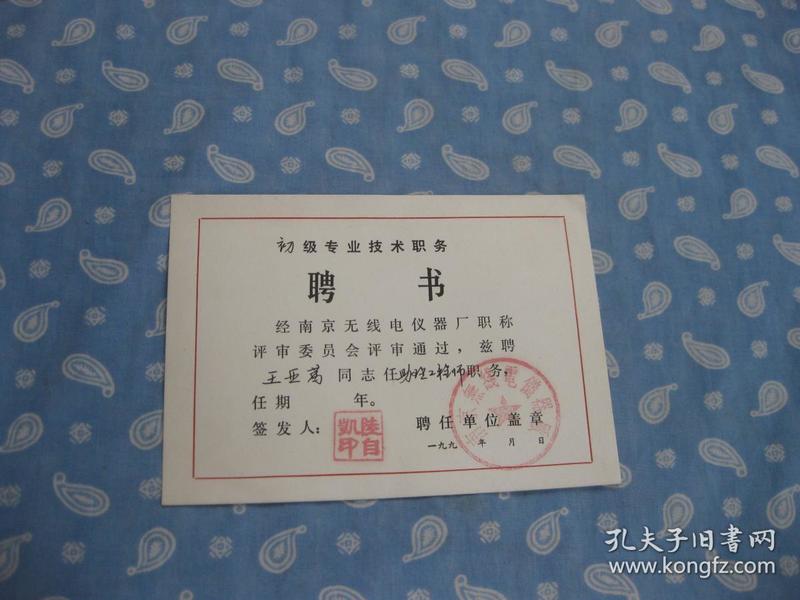 初级专业技术职务
聘 书
经南京无线电仪器厂职称
评审委员会评审通过，兹聘
王亚萬 同志任助理工程师职务，
任期 年。
签发人： 陆自凯印
聘任单位盖章
一九九 年 月 日
孔夫子旧书网
www.kongfz.com